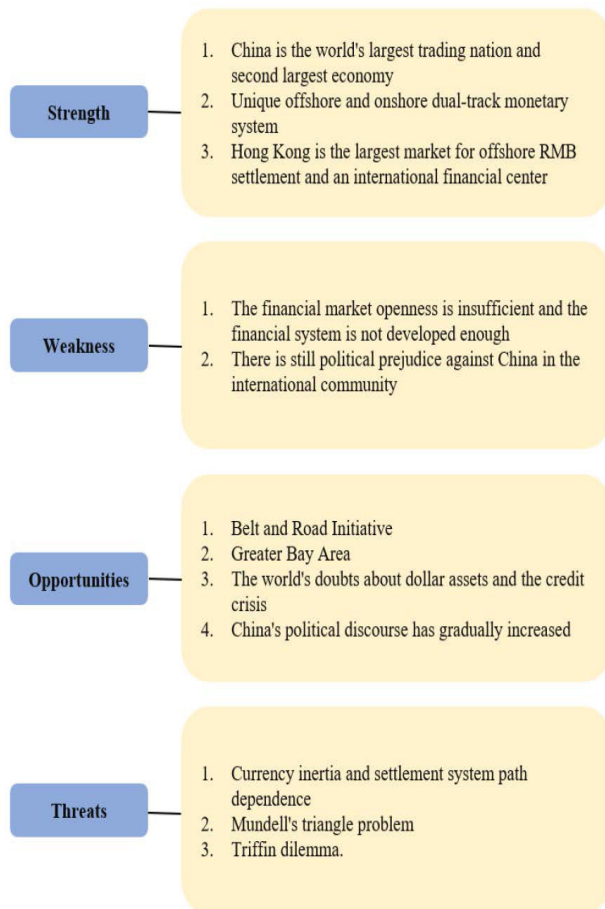 Strength
1. China is the world's largest trading nation and
second largest economy
2. Unique offshore and onshore dual-track monetary
system
3. Hong Kong is the largest market for offshore RMB
settlement and an international financial center
Weakness
1. The financial market openness is insufficient and the
financial system is not developed enough
2. There is still political prejudice against China in the
international community
Opportunities
1. Belt and Road Initiative
2. Greater Bay Area
3. The world's doubts about dollar assets and the credit
crisis
4. China's political discourse has gradually increased
Threats
1. Currency inertia and settlement system path
dependence
2. Mundell's triangle problem
3. Triffin dilemma.